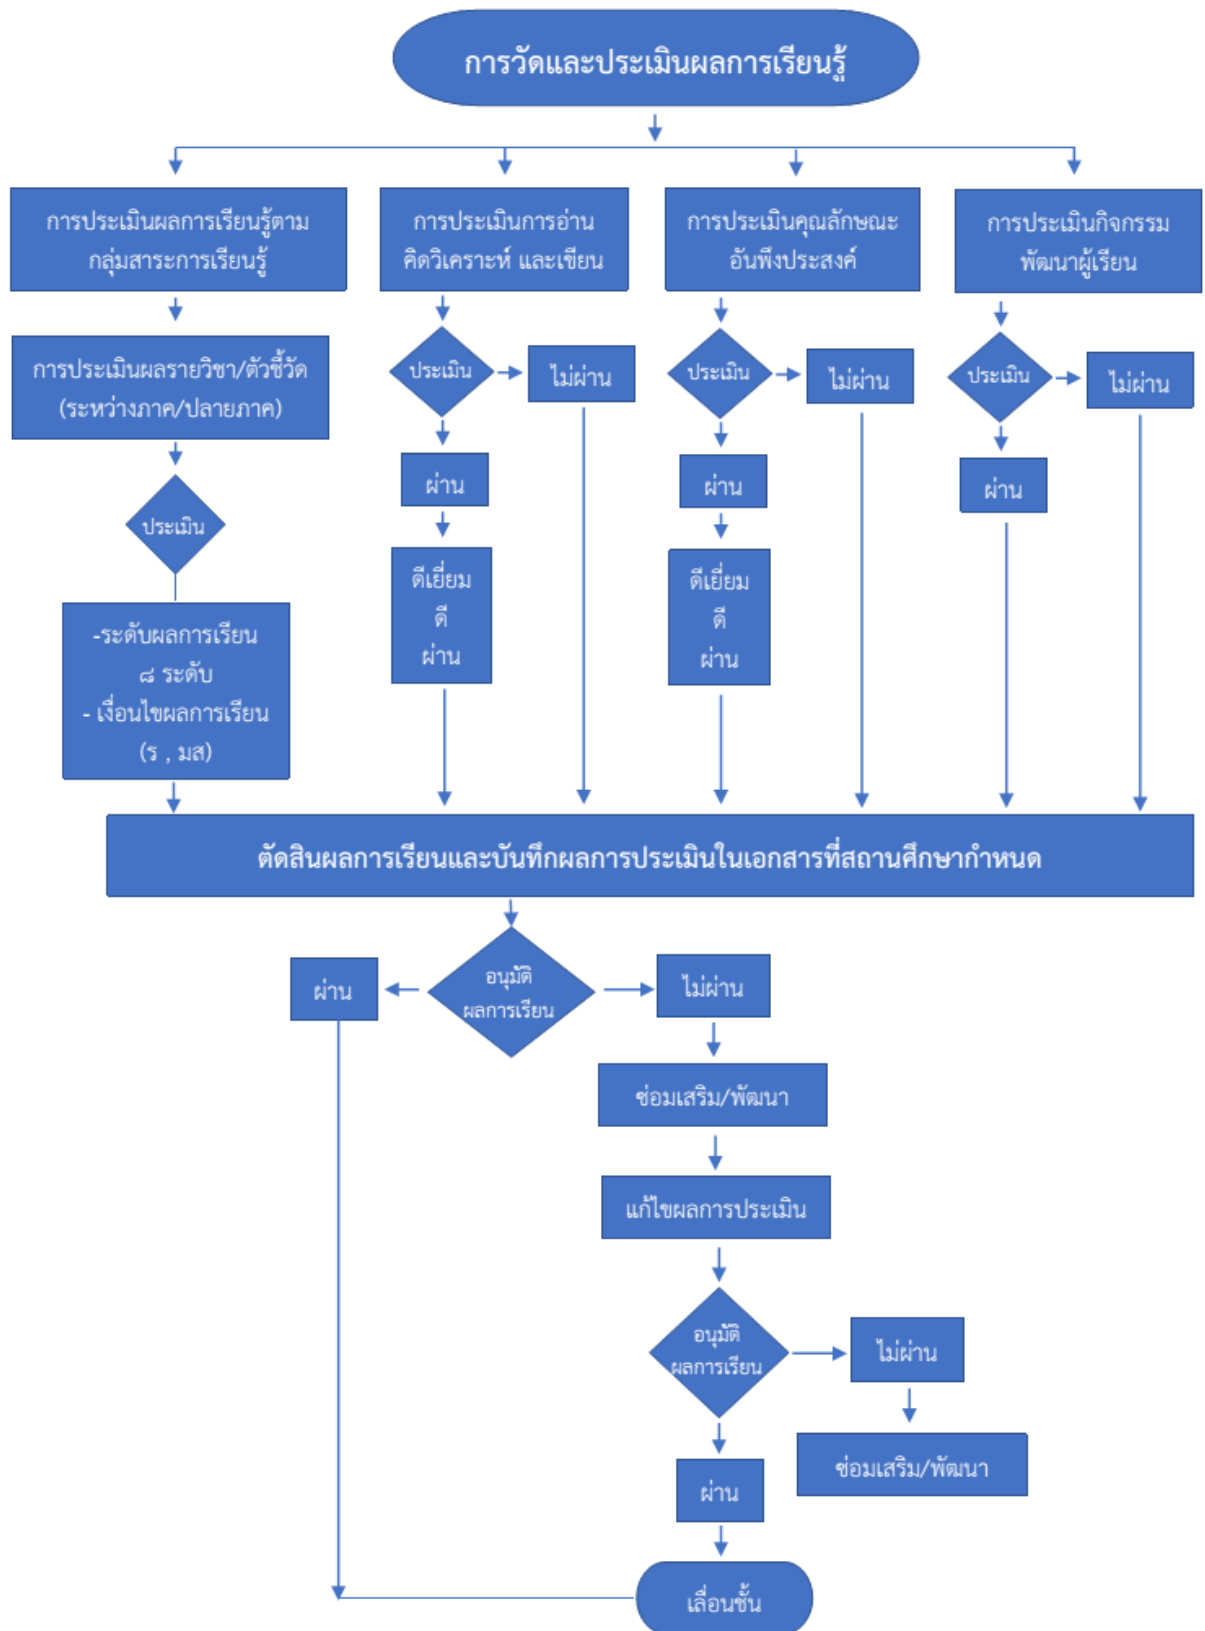 การวัดและประเมินผลการเรียนรู้
การประเมินผลการเรียนรู้ตาม
กลุ่มสาระการเรียนรู้
การประเมินการอ่าน
คิดวิเคราะห์ และเขียน
การประเมินคุณลักษณะ
อันพึงประสงค์
การประเมินกิจกรรม
พัฒนาผู้เรียน
การประเมินผลรายวิชา/ตัวชี้วัด
(ระหว่างภาค/ปลายภาค)
ประเมิน
ไม่ผ่าน
ประเมิน
ไม่ผ่าน
ประเมิน
ไม่ผ่าน
ผ่าน
ผ่าน
ผ่าน
ประเมิน
ดีเยี่ยม
ดี
ผ่าน
ดีเยี่ยม
ดี
ผ่าน
-ระดับผลการเรียน
๘ ระดับ
- เงื่อนไขผลการเรียน
(ร , มส)
ตัดสินผลการเรียนและบันทึกผลการประเมินในเอกสารที่สถานศึกษากำหนด
ผ่าน
อนุมัติ
ผลการเรียน
ไม่ผ่าน
ซ่อมเสริม/พัฒนา
แก้ไขผลการประเมิน
อนุมัติ
ผลการเรียน
ไม่ผ่าน
ซ่อมเสริม/พัฒนา
ผ่าน
เลื่อนชั้น